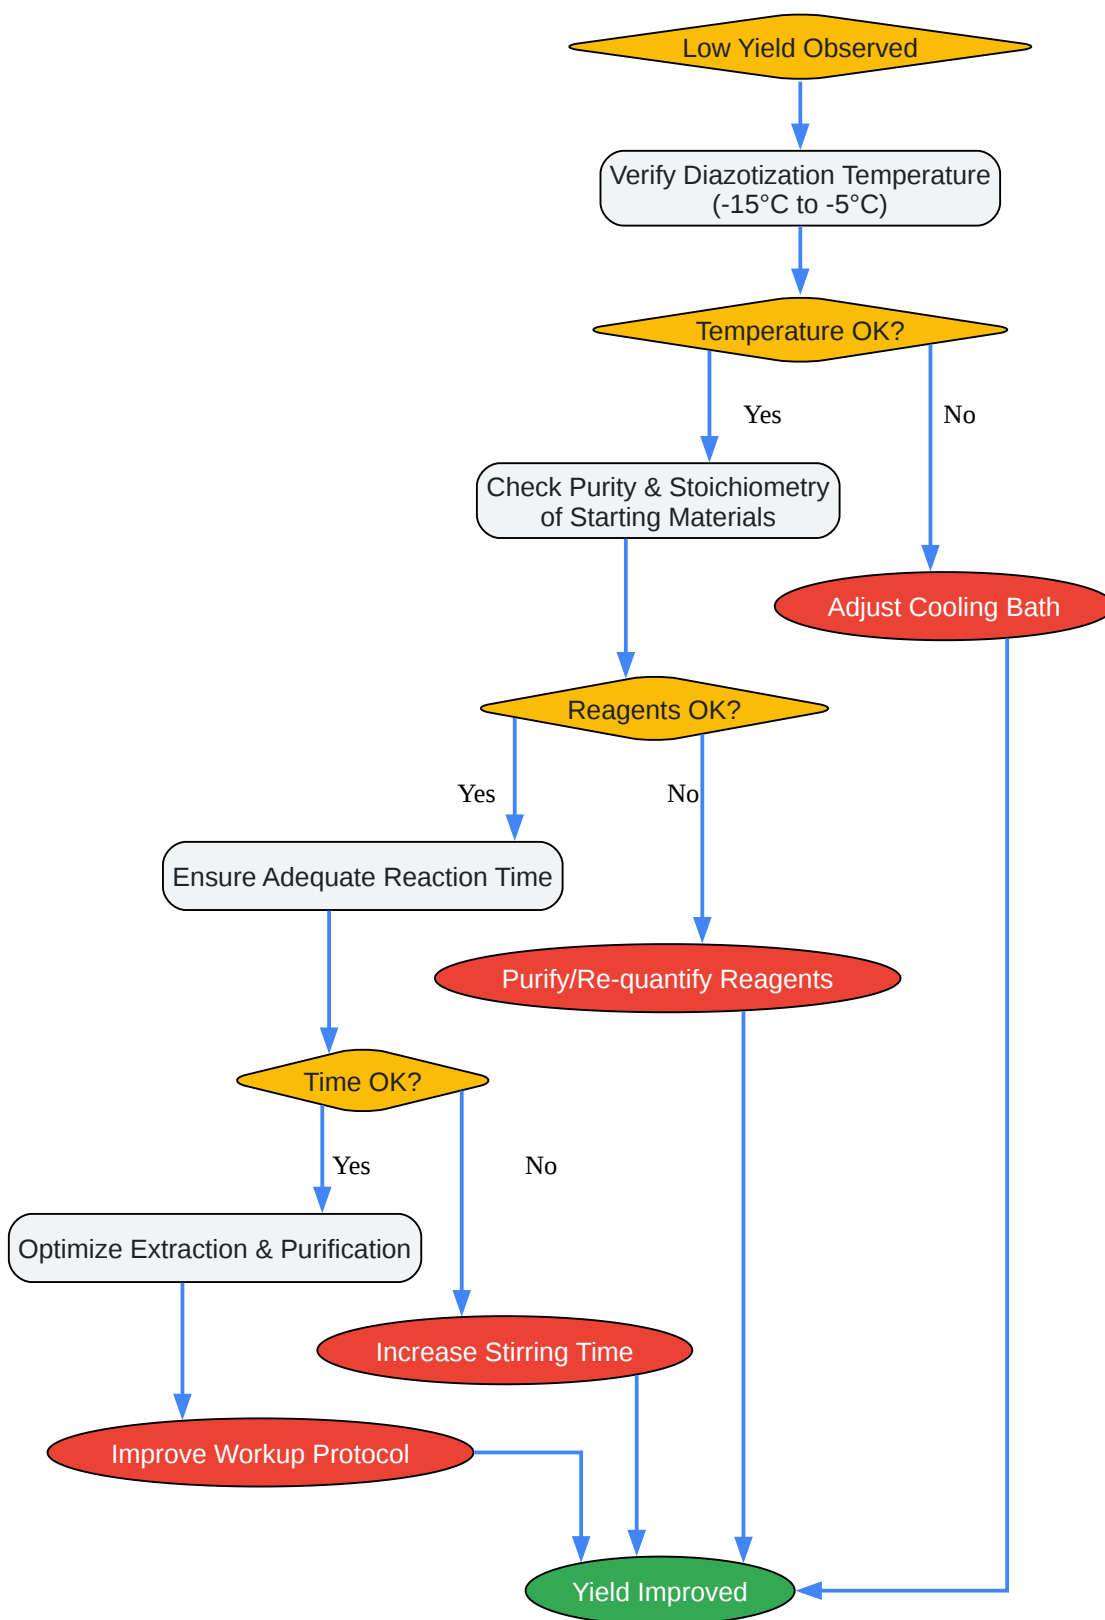 Low Yield Observed
Verify Diazotization Temperature
(-15°C to -5°C)
Temperature OK?
Yes
No
Check Purity & Stoichiometry
of Starting Materials
Adjust Cooling Bath
Reagents OK?
Yes
No
Ensure Adequate Reaction Time
Purify/Re-quantify Reagents
Time OK?
Yes
No
Optimize Extraction & Purification
Increase Stirring Time
Improve Workup Protocol
Yield Improved